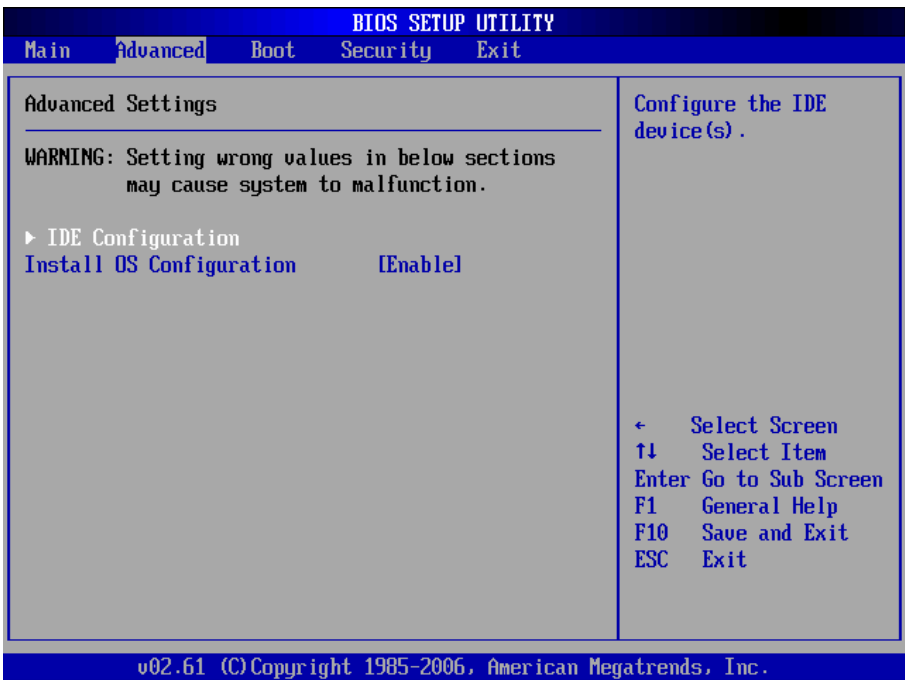 BIOS SETUP UTILITY
Main Advanced Boot Security Exit
Advanced Settings
WARNING: Setting wrong values in below sections
may cause system to malfunction.
▶ IDE Configuration
Install OS Configuration [Enable]
Configure the IDE
device(s).
← Select Screen
↑↓ Select Item
Enter Go to Sub Screen
F1 General Help
F10 Save and Exit
ESC Exit
v02.61 (C)Copyright 1985-2006, American Megatrends, Inc.